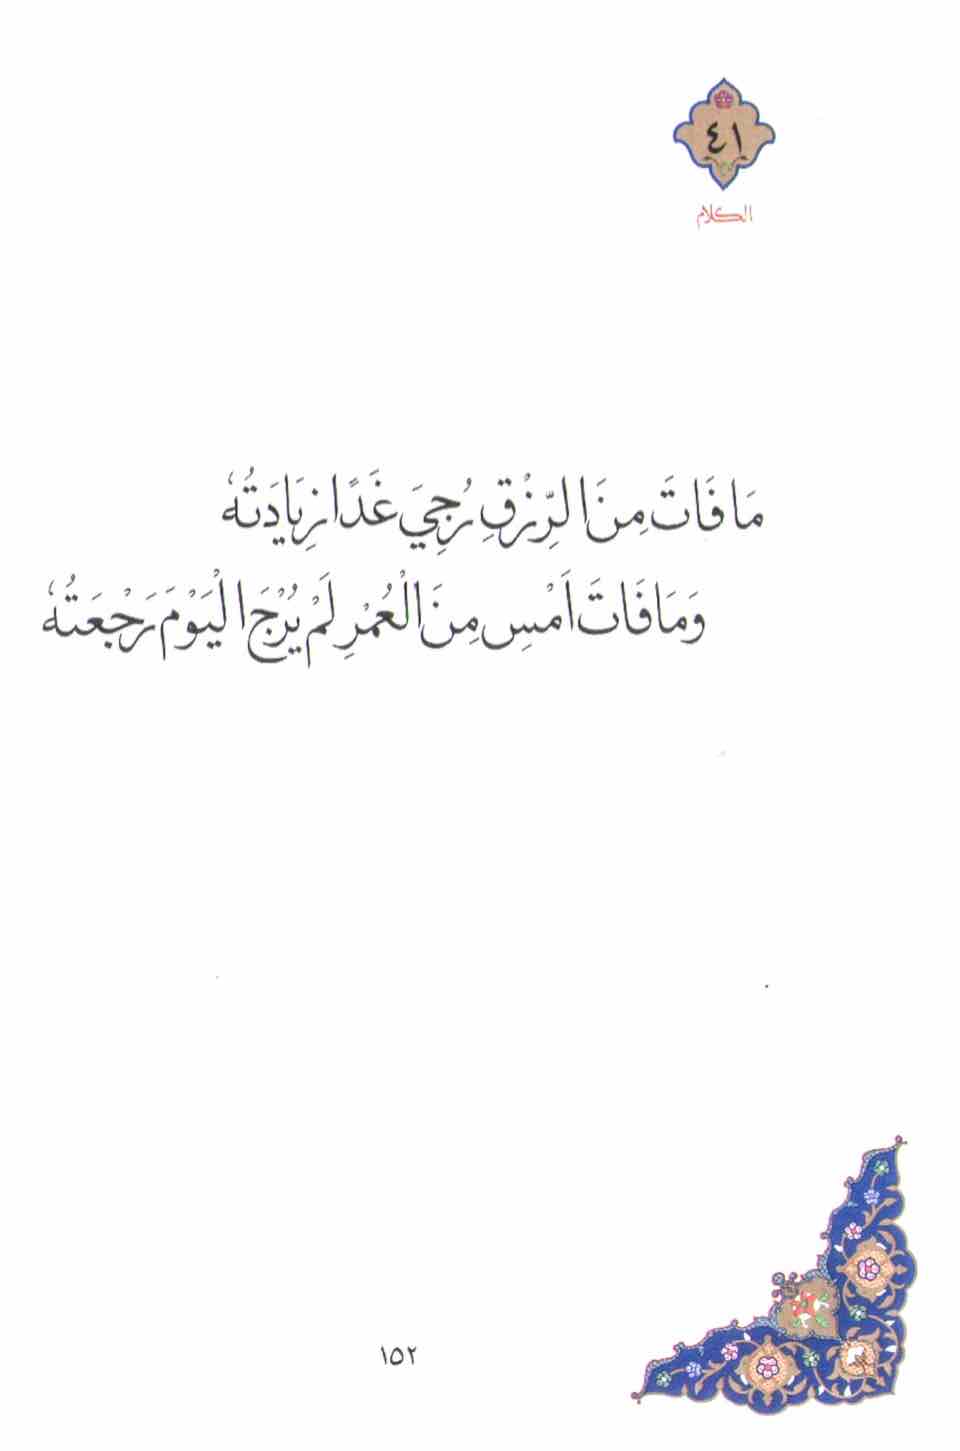 ٤١
الكلام
مَا فَاتَ مِنَ الرِّزْقِ رُجِيَ غَدًا زِيَادَتُهُ
وَمَا فَاتَ اَمْسِ مِنَ الْعُمْرِ لَمْ يُرْجَ الْيَوْمَ رَجْعَتُهُ
١٥٢